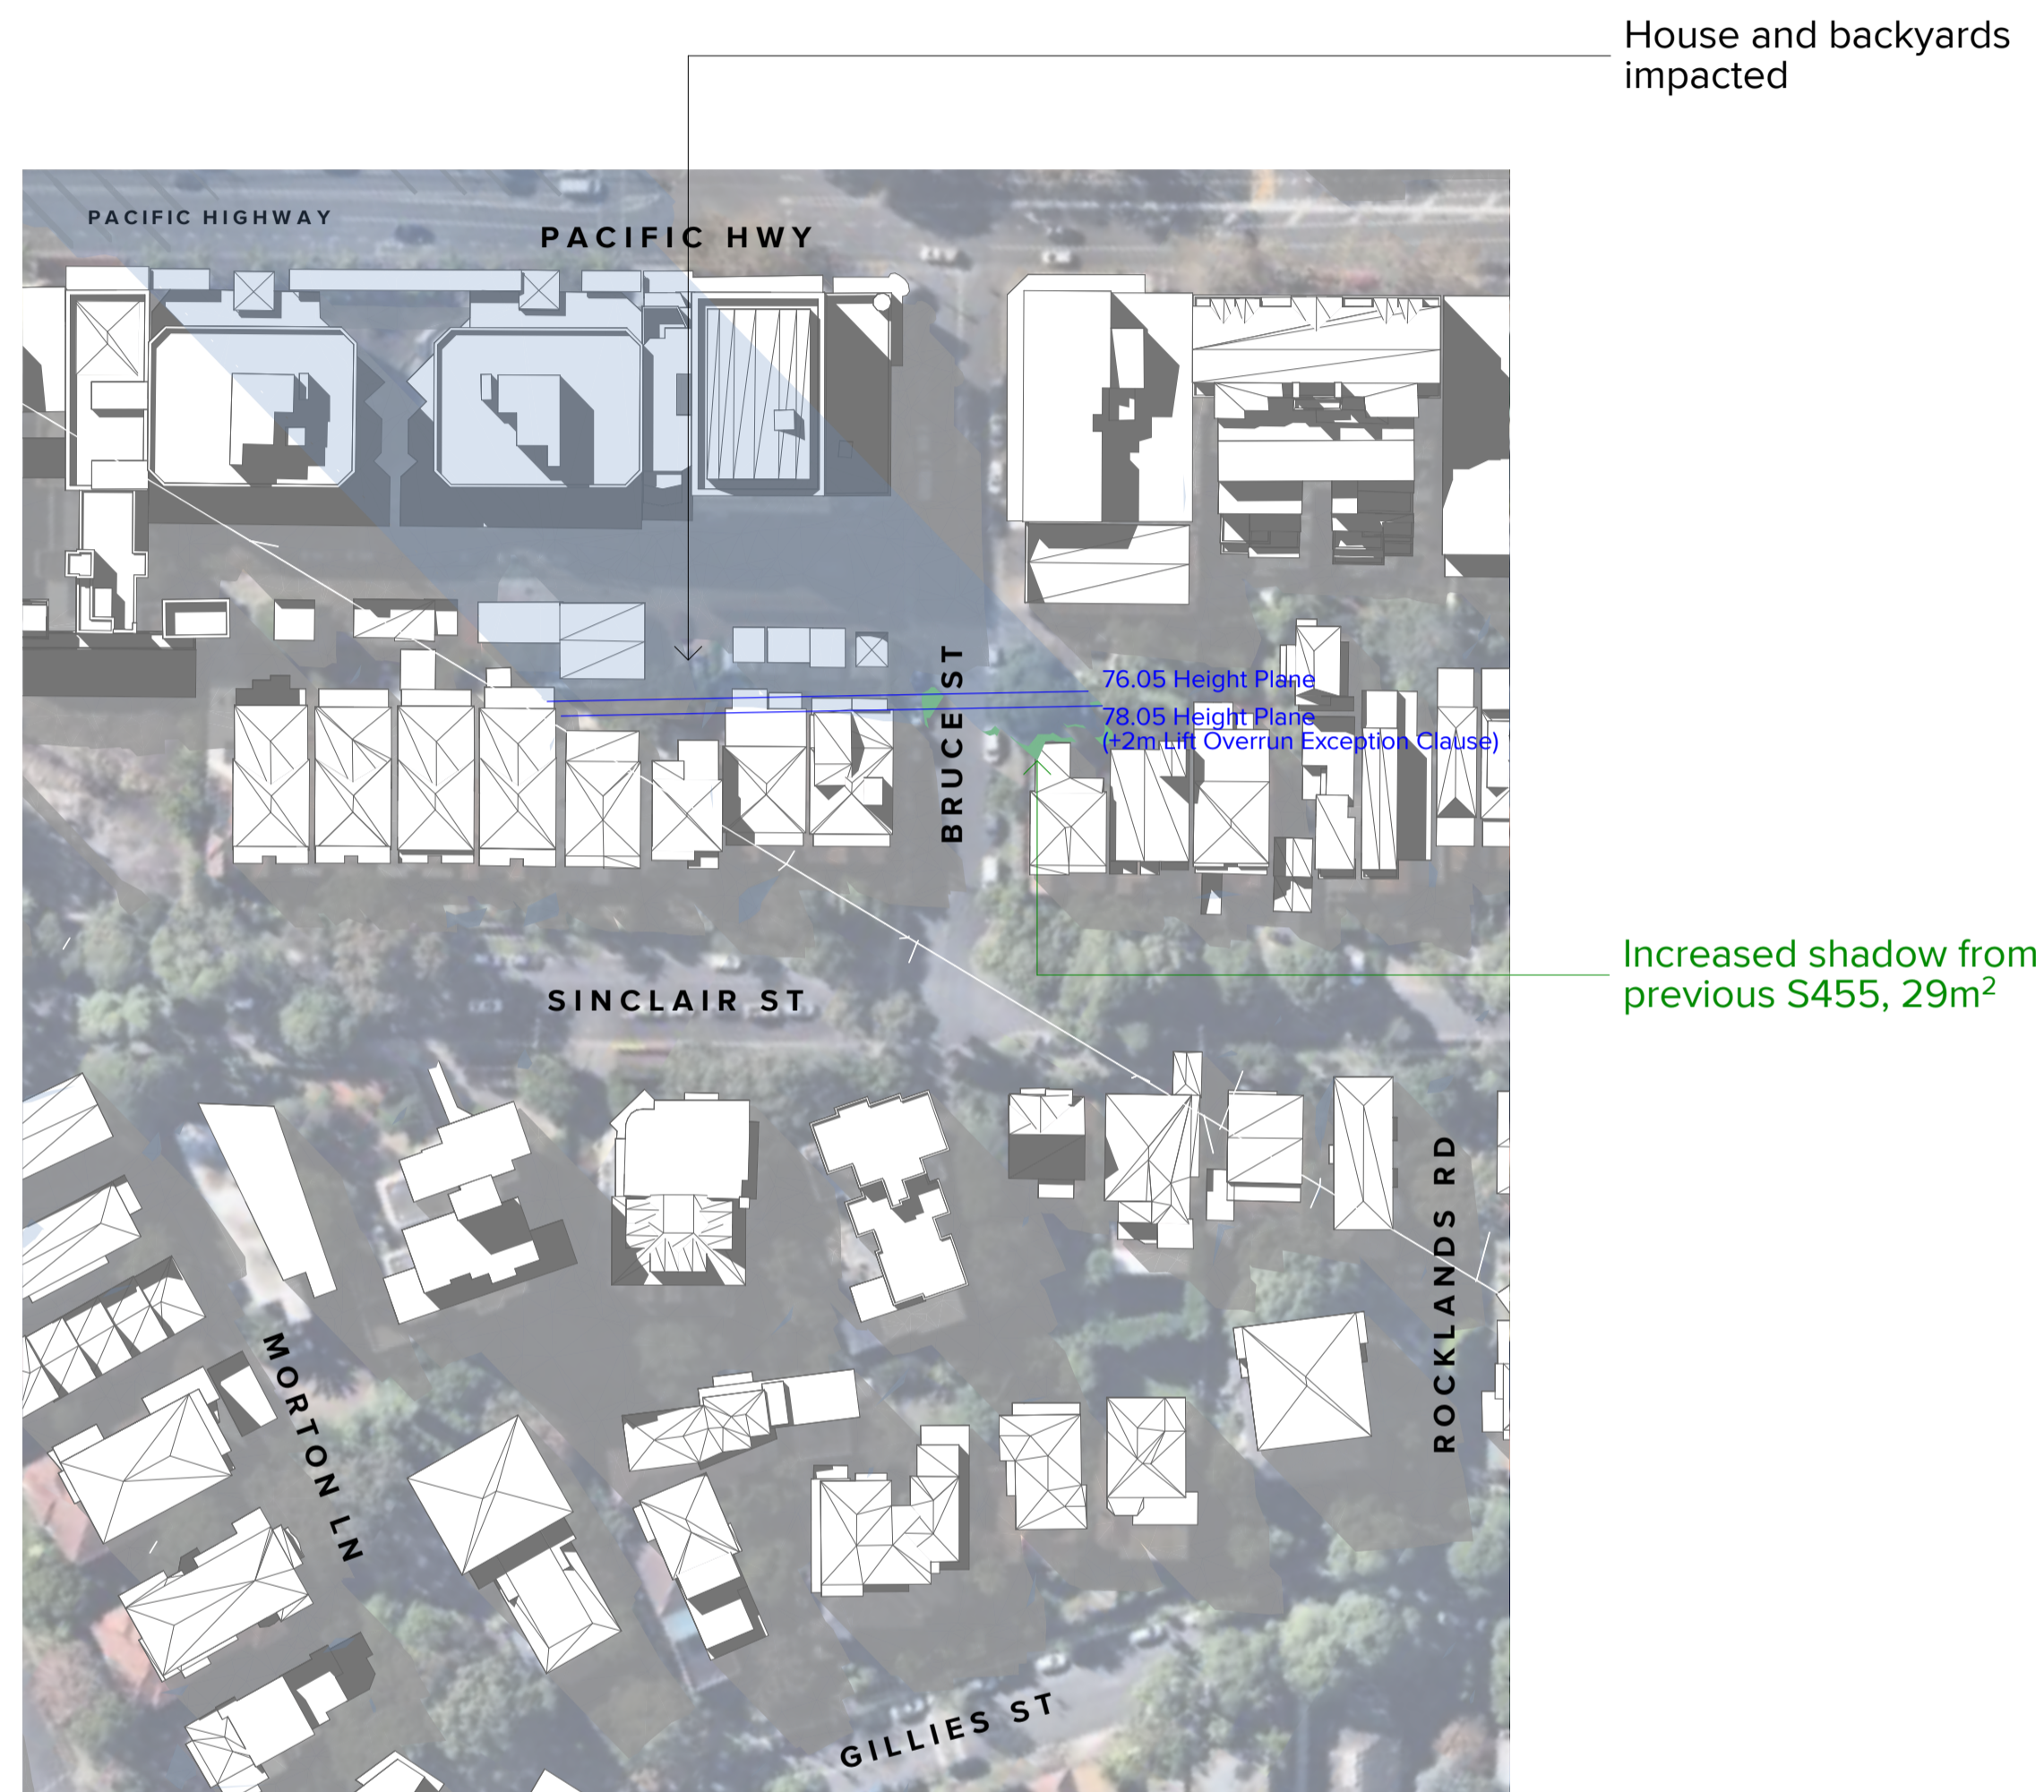 House and backyards
impacted
PACIFIC HIGHWAY
PACIFIC HWY
BRUCE ST
76.05 Height Plane
78.05 Height Plane
(+2m Lift Overrun Exception Clause)
Increased shadow from
previous S455, 29m²
SINCLAIR ST
ROCKLANDS RD
MORTON LN
GILLIES ST